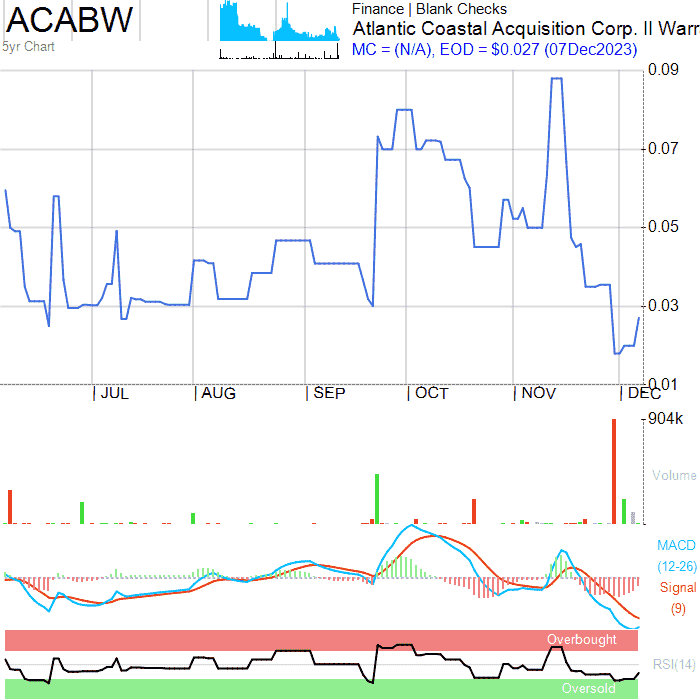 ACABW
5yr Chart
Finance | Blank Checks
Atlantic Coastal Acquisition Corp. II Warr
MC = (N/A), EOD = $0.027 (07Dec2023)
0.09
0.07
0.05
0.03
0.01
JUL
AUG
SEP
OCT
NOV
DEC
904k
Volume
MACD
(12-26)
Signal
(9)
Overbought
RSI(14)
Oversold